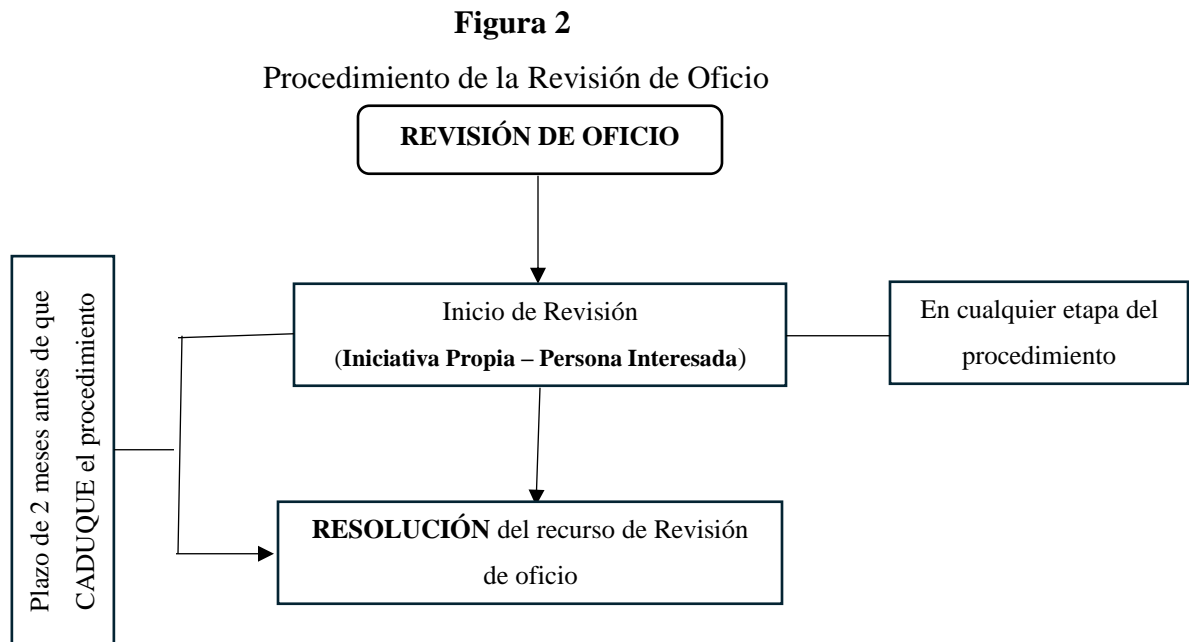 Figura 2
Procedimiento de la Revisión de Oficio
REVISIÓN DE OFICIO
Inicio de Revisión
(Iniciativa Propia – Persona Interesada)
En cualquier etapa del
procedimiento
Plazo de 2 meses antes de que
CADUQUE el procedimiento
RESOLUCIÓN del recurso de Revisión
de oficio